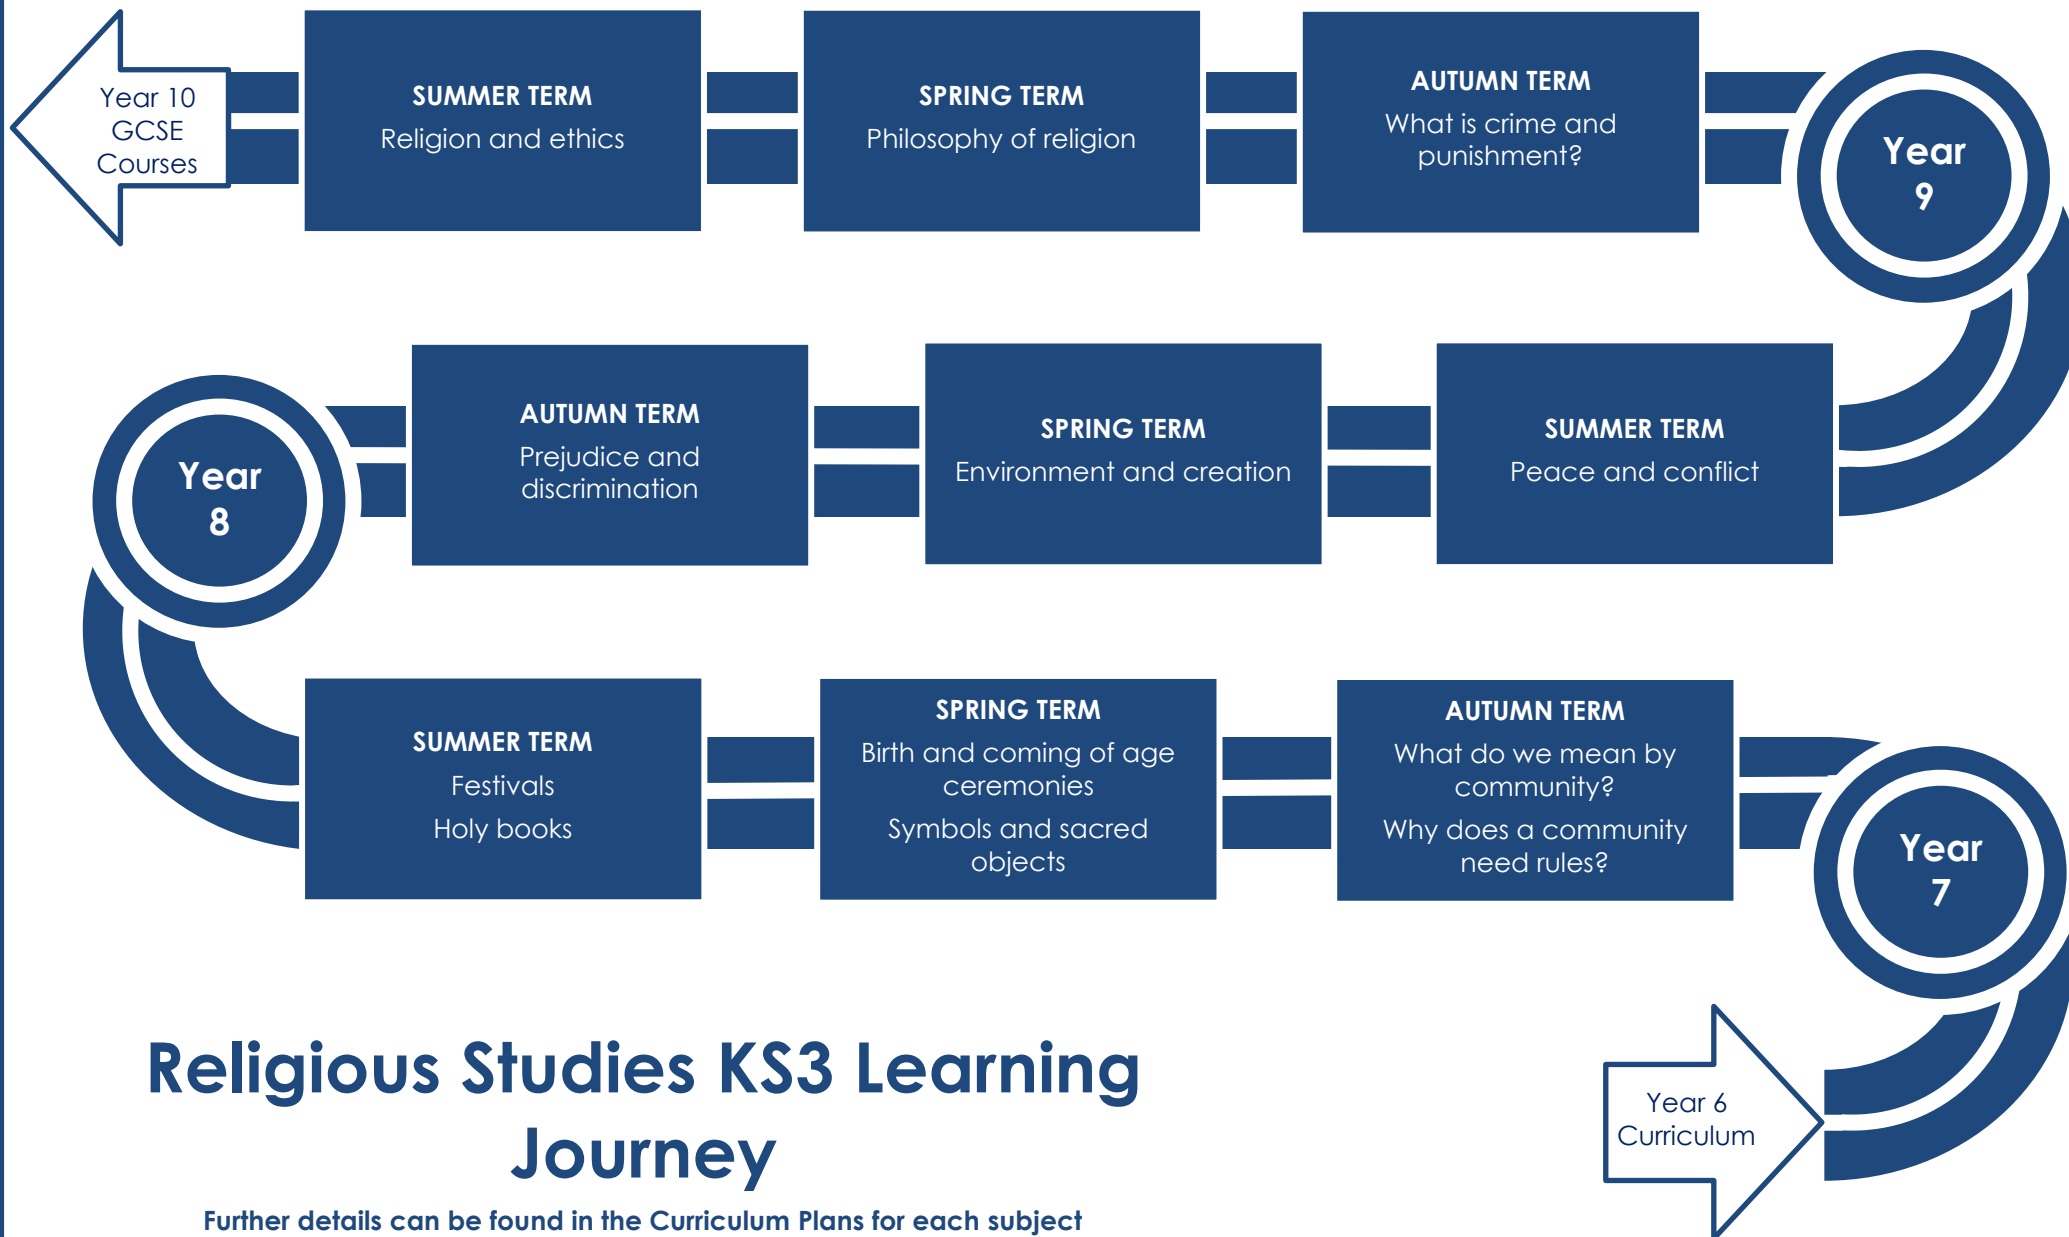 Year 10
GCSE
Courses
SUMMER TERM
Religion and ethics
SPRING TERM
Philosophy of religion
AUTUMN TERM
What is crime and
punishment?
Year
9
Year
8
AUTUMN TERM
Prejudice and
discrimination
SPRING TERM
Environment and creation
SUMMER TERM
Peace and conflict
SUMMER TERM
Festivals
Holy books
SPRING TERM
Birth and coming of age
ceremonies
Symbols and sacred
objects
AUTUMN TERM
What do we mean by
community?
Why does a community
need rules?
Year
7
Religious Studies KS3 Learning
Journey
Further details can be found in the Curriculum Plans for each subject
Year 6
Curriculum